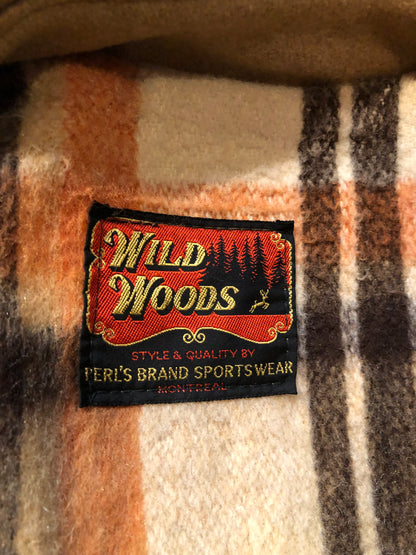 WILD
WOODS
STYLE & QUALITY BY
PERL'S BRAND SPORTSWEAR
MONTREAL